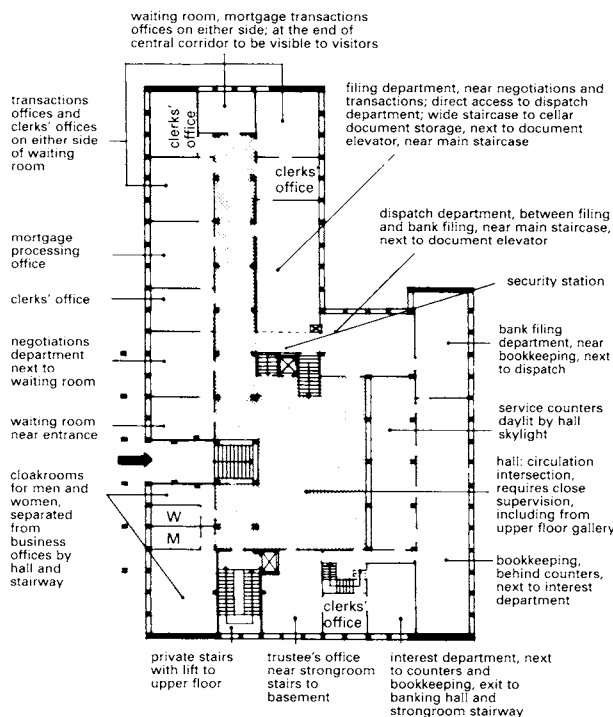 waiting room, mortgage transactions
offices on either side; at the end of
central corridor to be visible to visitors
transactions
offices and
clerks' offices
on either side
of waiting
room
mortgage
processing
office
clerks' office
negotiations
department
next to
waiting room
waiting room
near entrance
cloakrooms
for men and
women,
separated
from
business
offices by
hall and
stairway
clerks'
office
clerks'
office
W
M
clerks'
office
filing department, near negotiations and
transactions; direct access to dispatch
department; wide staircase to cellar
document storage, next to document
elevator, near main staircase
dispatch department, between filing
and bank filing, near main staircase,
next to document elevator
security station
bank filing
department, near
bookkeeping, next
to dispatch
service counters
daylit by hall
skylight
hall: circulation
intersection,
requires close
supervision,
including from
upper floor gallery
bookkeeping,
behind counters,
next to interest
department
private stairs
with lift to
upper floor
trustee's office
near strongroom
stairs to
basement
interest department, next
to counters and
bookkeeping, exit to
banking hall and
strongroom stairway